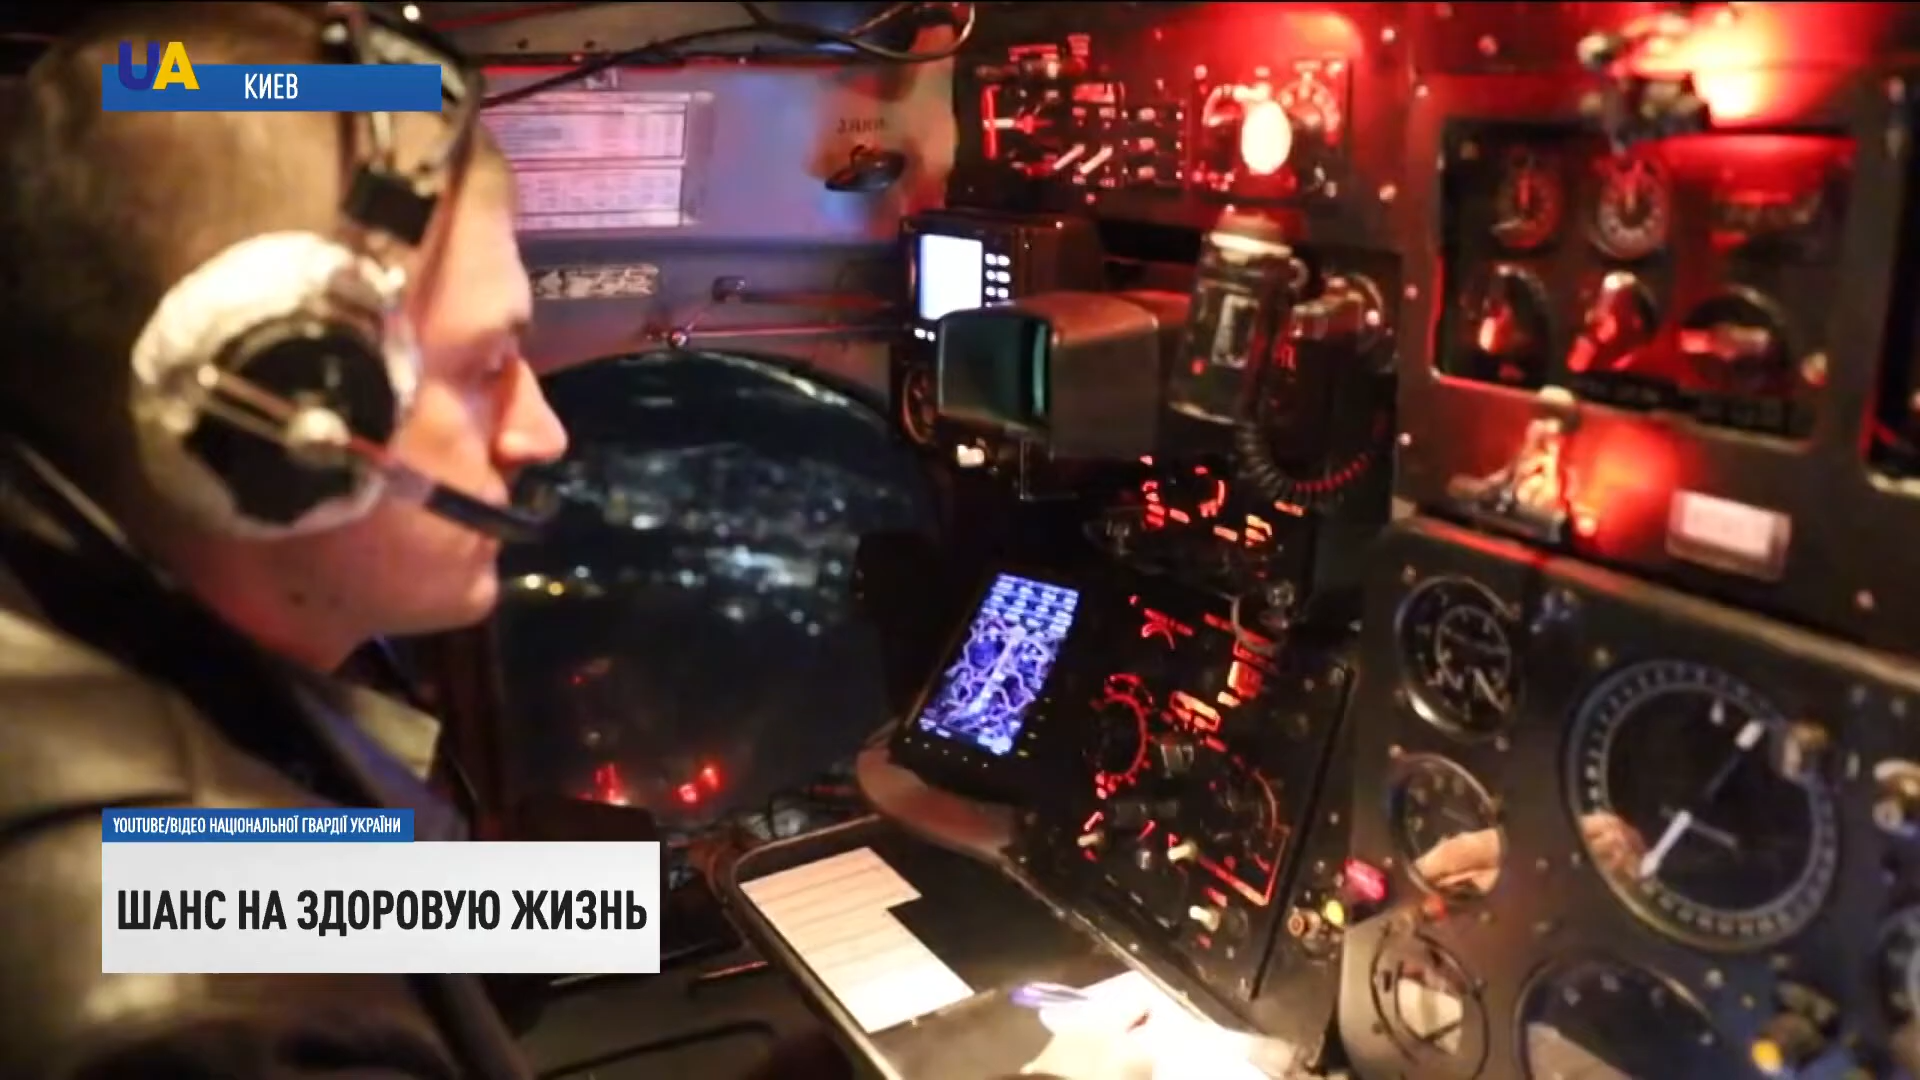 UA
КИЕВ
YOUTUBE/ВІДЕО НАЦІОНАЛЬНОЇ ГВАРДІЇ УКРАЇНИ
ШАНС НА ЗДОРОВУЮ ЖИЗНЬ